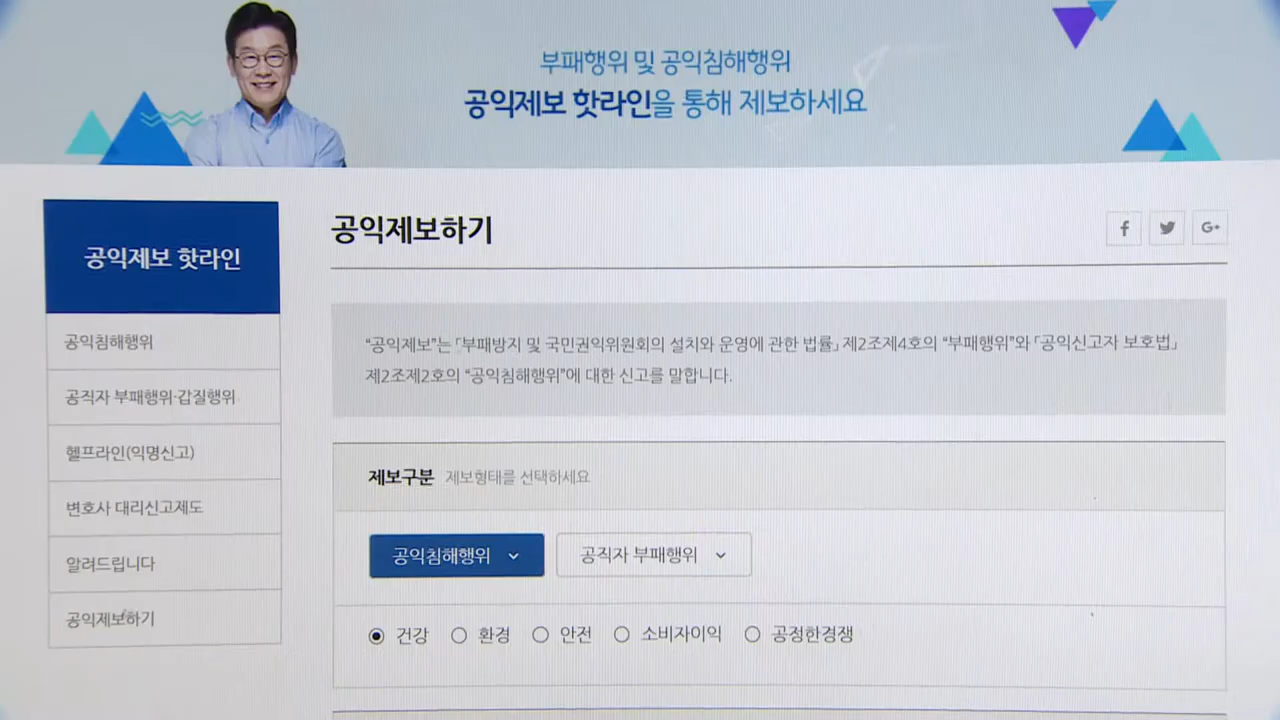 부패행위 및 공익침해행위
공익제보 핫라인을 통해 제보하세요
공익제보 핫라인
공익침해행위
공직자 부패행위·갑질행위
헬프라인(익명신고)
변호사 대리신고제도
알려드립니다
공익제보하기
공익제보하기
f
G+
“공익제보”는 「부패방지 및 국민권익위원회의 설치와 운영에 관한 법률」 제2조제4호의 “부패행위”와 「공익신고자 보호법」
제2조제2호의 “공익침해행위”에 대한 신고를 말합니다.
제보구분 제보형태를 선택하세요
공익침해행위 공직자 부패행위
건강 환경 안전 소비자이익 공정한경쟁